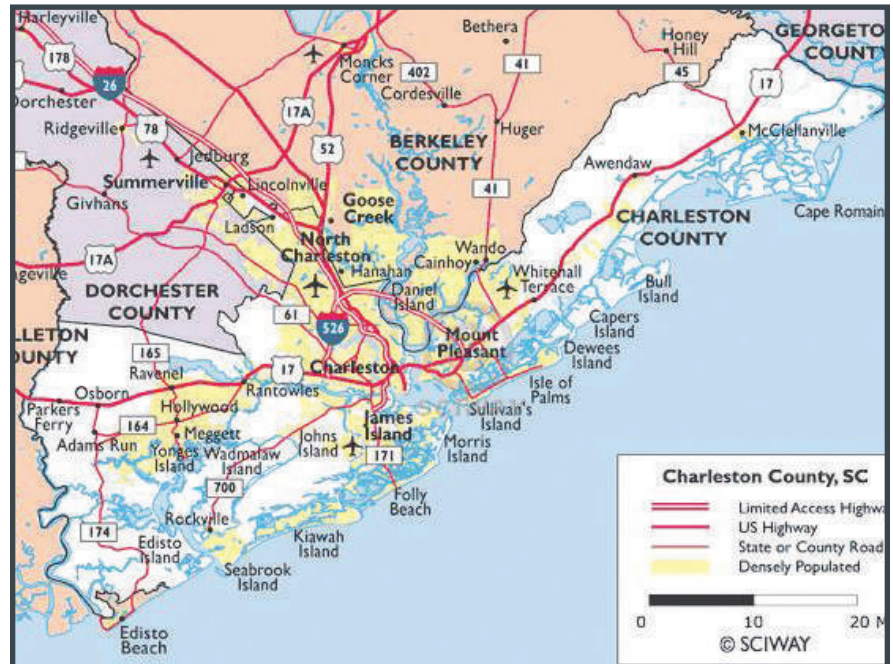 Harleyville
178
26
Dorchester
Ridgeville
78
Jedburg
Summerville
Lincolnville
Givhans
Ladson
17A
DORCHESTER
COUNTY
Moncks
Corner
17A
52
402
Cordesville
Bethera
41
Huger
BERKELEY
COUNTY
41
Honey
Hill
45
GEORGETO
COUNTY
17
McClellanville
Awendaw
CHARLESTON
COUNTY
Cape Romain
Goose
Creek
North
Charleston
Hanahan
Wando
Cainhoy
Daniel
Island
Whitehall
Terrace
Bull
Island
Capers
Island
Dewees
Island
Isle of
Palms
Mount
Pleasant
Sullivan's
Island
61
526
Charleston
17
165
Ravenel
Rantowles
LLETON
OUNTY
Osborn
Parkers
Ferry
Hollywood
164
Adams Run
Meggett
Yonges
Island
Wadmalaw
Island
Johns
Island
James
Island
171
Morris
Island
Folly
Beach
700
Rockville
Kiawah
Island
Seabrook
Island
174
Edisto
Island
Edisto
Beach
Charleston County, SC
Limited Access Highwa
US Highway
State or County Road
Densely Populated
0 10 20 M
© SCIWAY